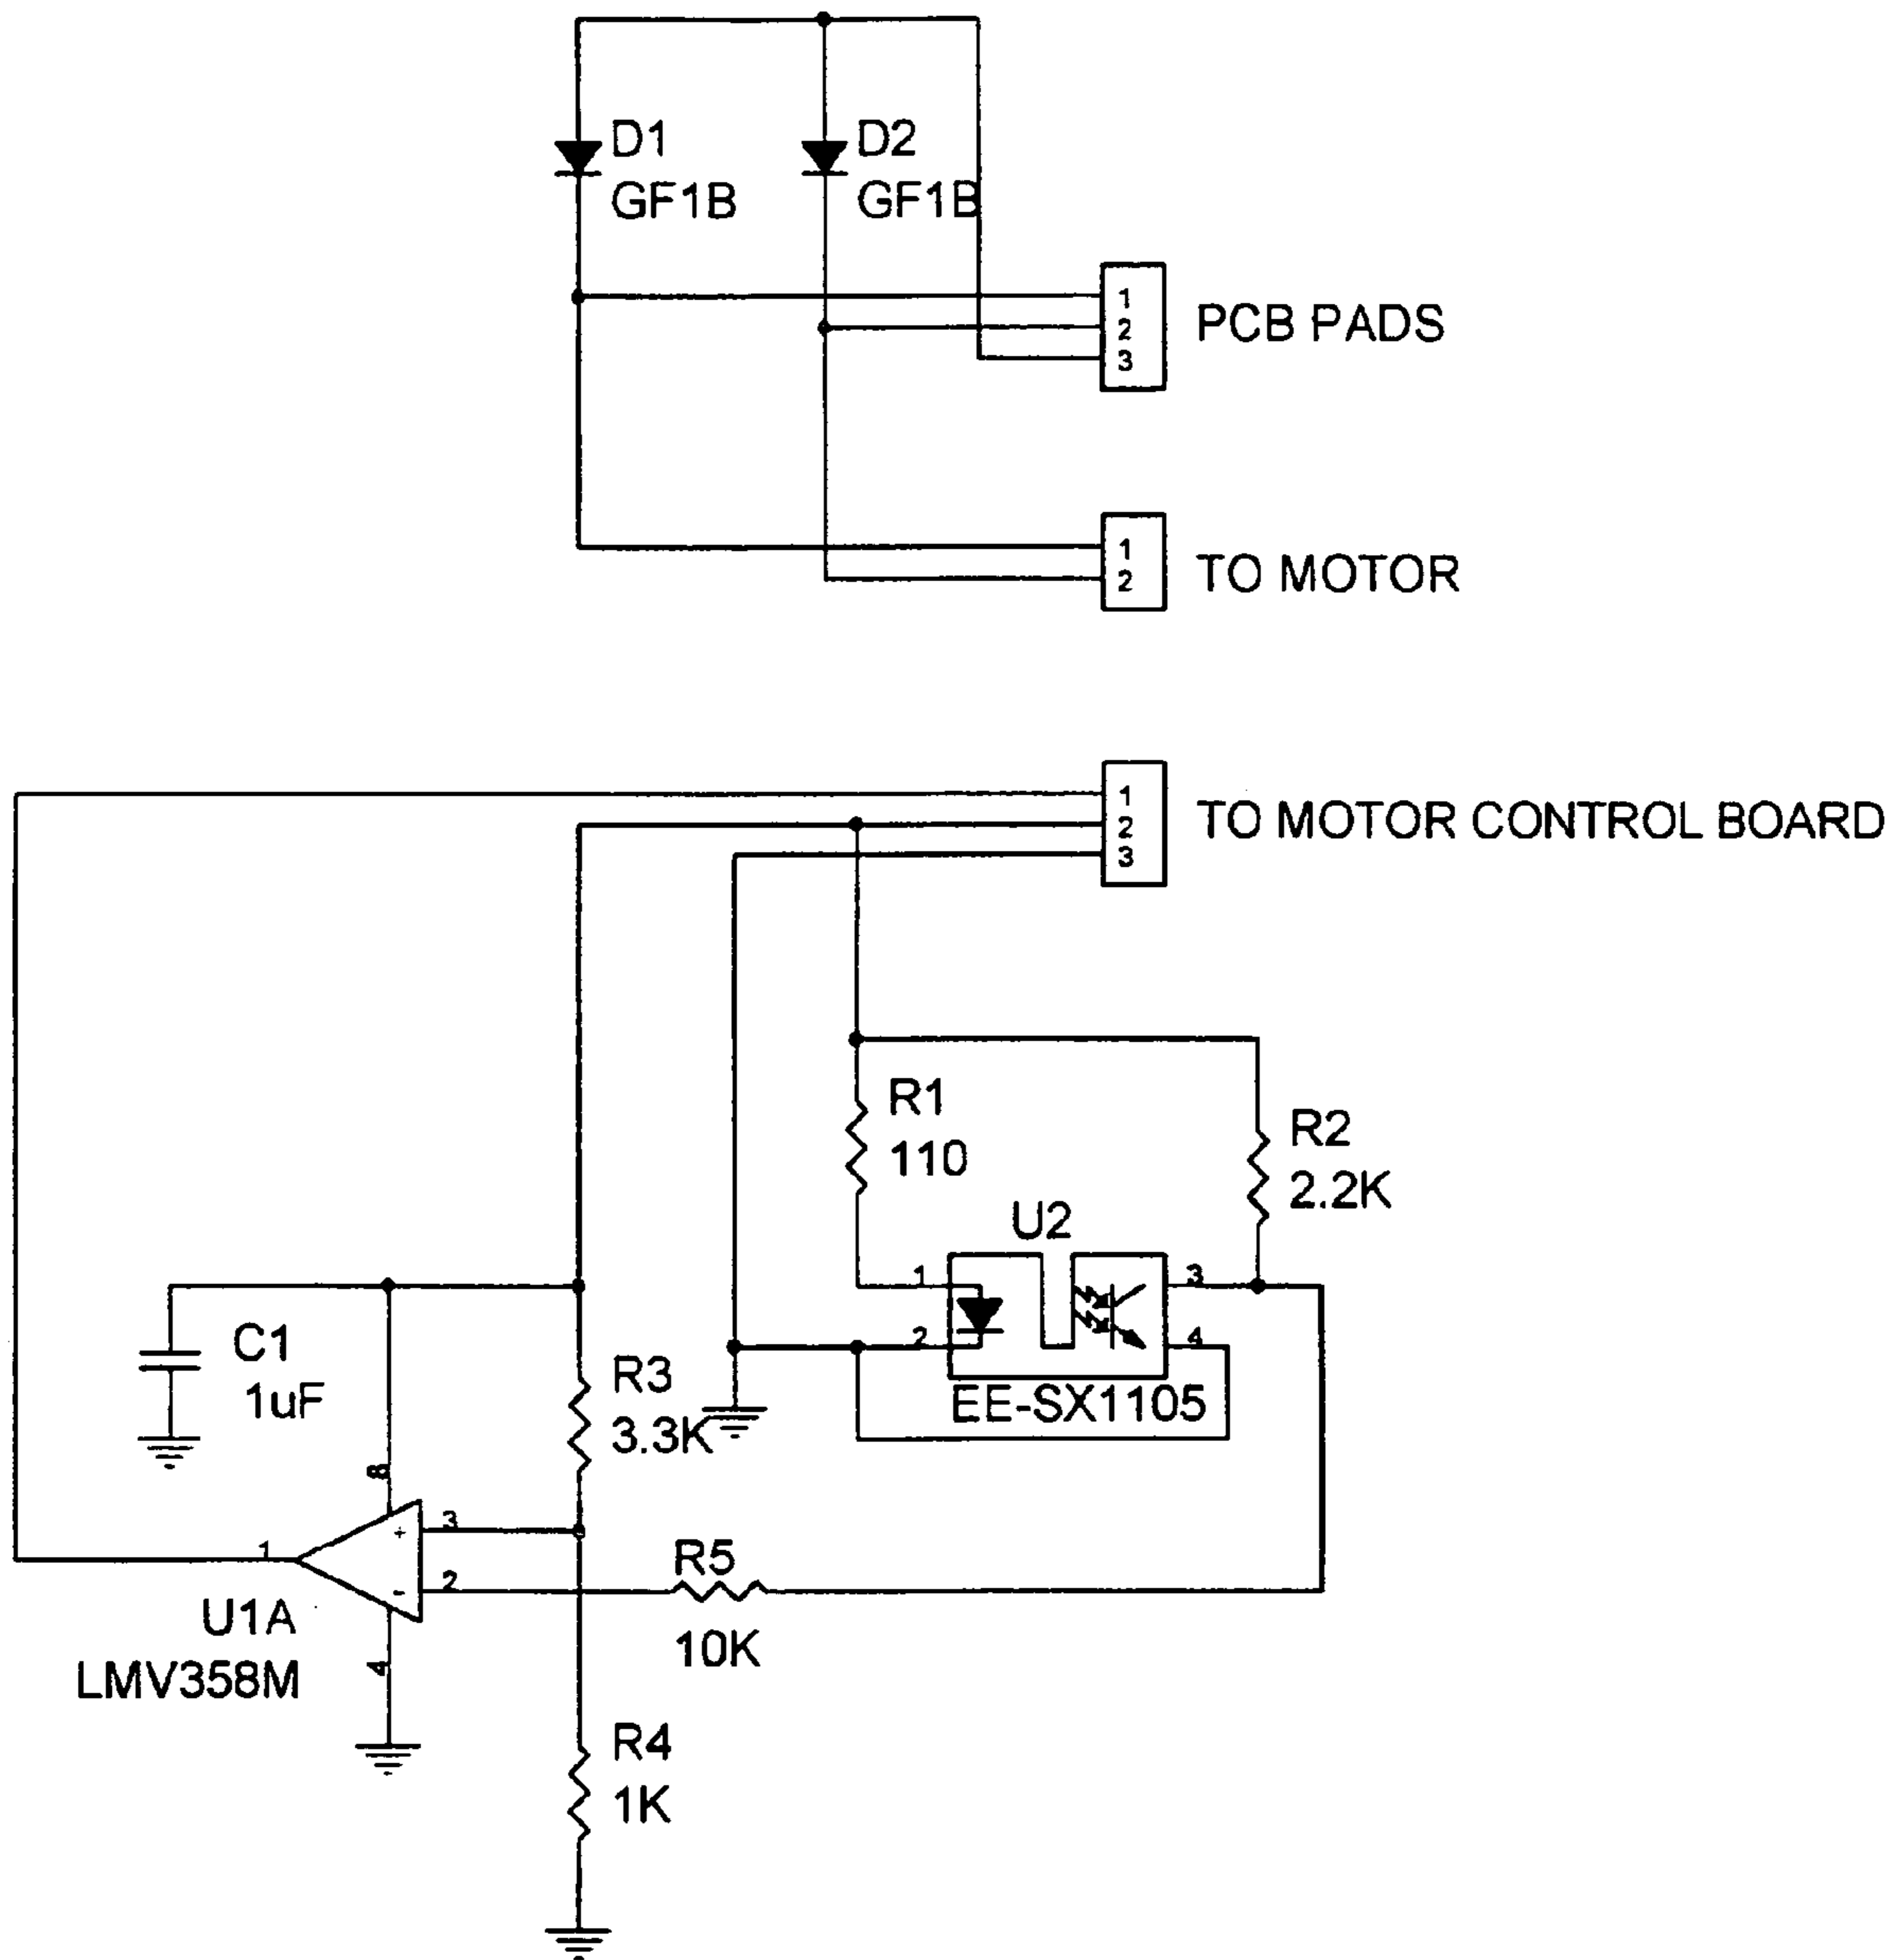 D1
GF1B
D2
GF1B
1
2
3
PCB PADS
1
2
TO MOTOR
1
2
3
TO MOTOR CONTROL BOARD
R1
110
R2
2.2K
U2
1
2
3
4
EE-SX1105
C1
1uF
R3
3.3K
8
+
3
1
-
2
4
U1A
LMV358M
R5
10K
R4
1K